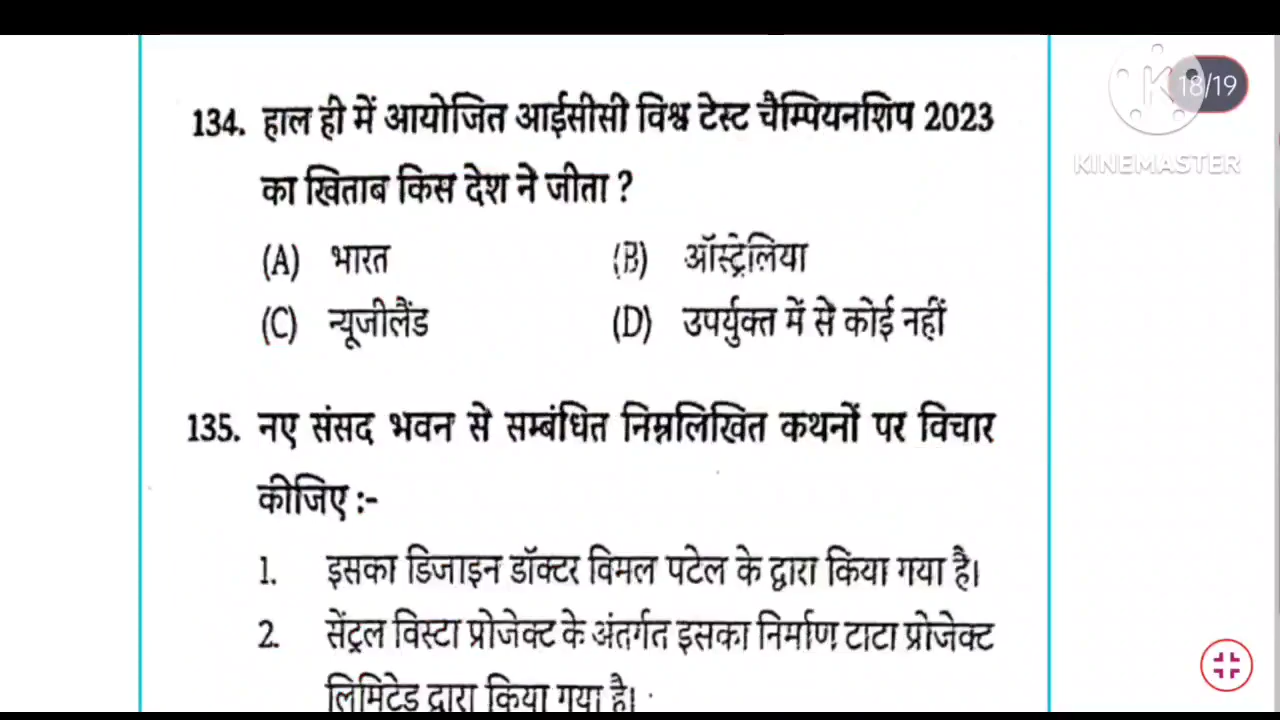 18/19
KINEMASTER
134. हाल ही में आयोजित आईसीसी विश्व टेस्ट चैम्पियनशिप 2023
का खिताब किस देश ने जीता ?
(A) भारत (B) ऑस्ट्रेलिया
(C) न्यूजीलैंड (D) उपर्युक्त में से कोई नहीं
135. नए संसद भवन से सम्बंधित निम्नलिखित कथनों पर विचार
कीजिए :-
1. इसका डिजाइन डॉक्टर विमल पटेल के द्वारा किया गया है।
2. सेंट्रल विस्टा प्रोजेक्ट के अंतर्गत इसका निर्माण टाटा प्रोजेक्ट
लिमिटेड द्वारा किया गया है।